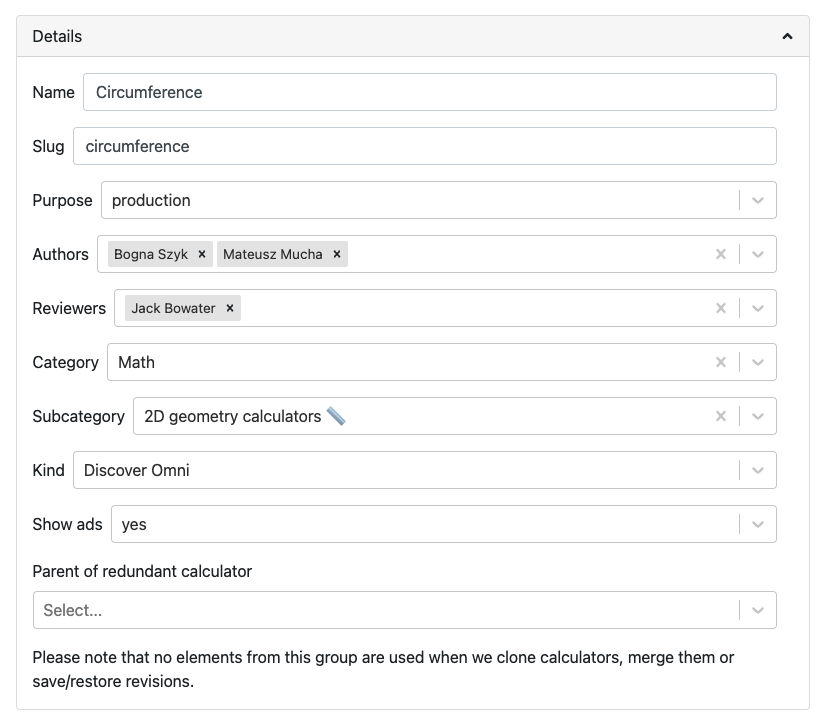 Details
Name Circumference
Slug circumference
Purpose production
Authors Bogna Szyk × Mateusz Mucha ×
Reviewers Jack Bowater ×
Category Math
Subcategory 2D geometry calculators 📏
Kind Discover Omni
Show ads yes
Parent of redundant calculator
Select...
Please note that no elements from this group are used when we clone calculators, merge them or
save/restore revisions.